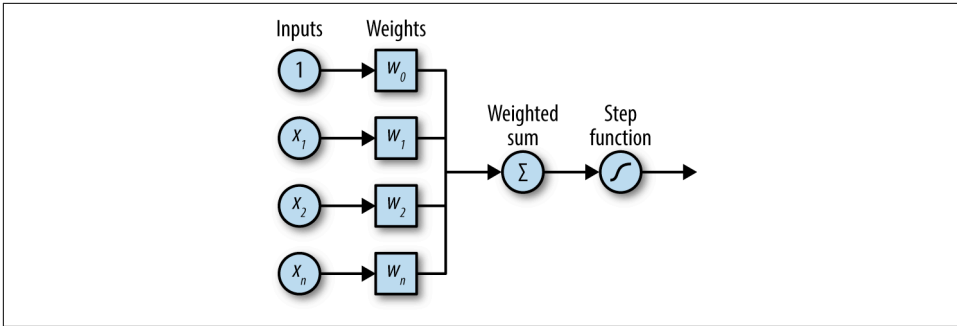 Inputs Weights
1 w₀
x₁ w₁
Weighted sum
Step function
Σ
x₂ w₂
xₙ wₙ